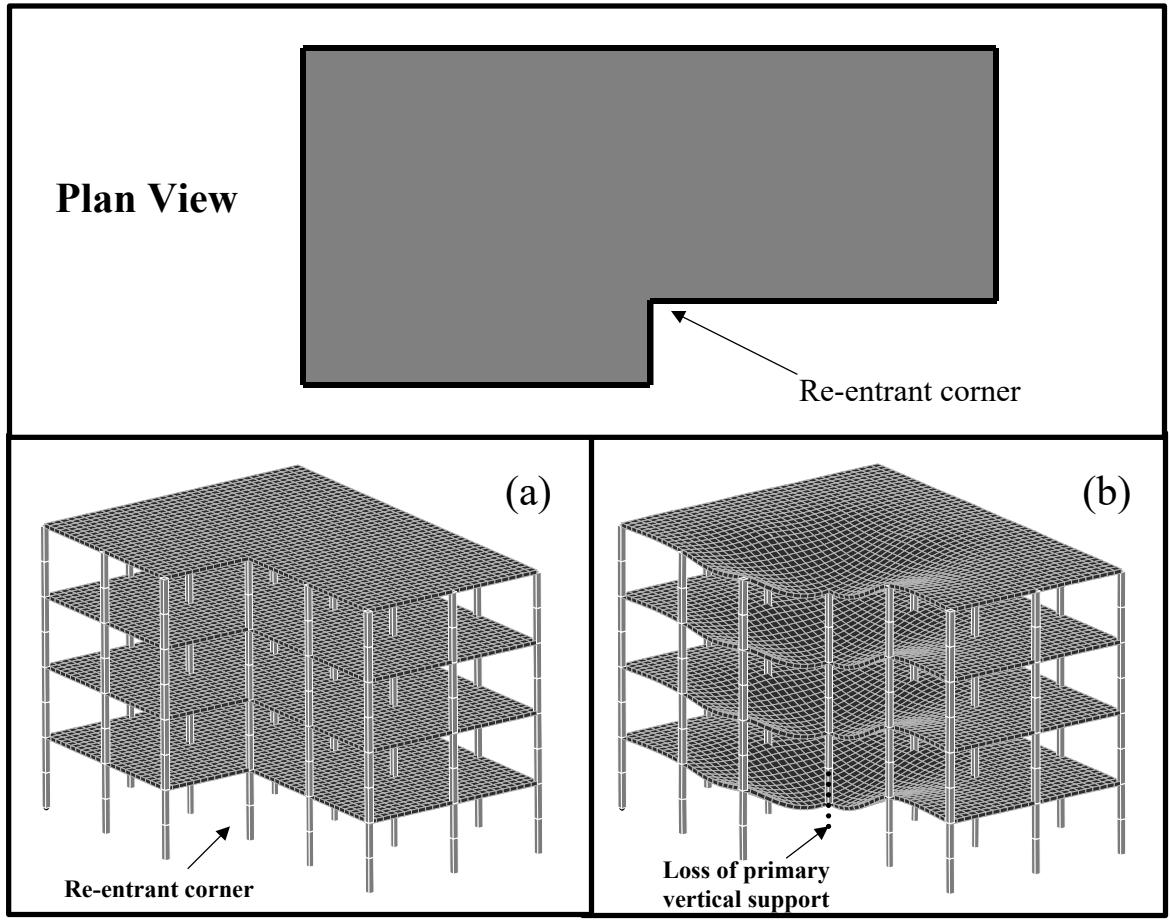 Plan View
Re-entrant corner
(a)
Re-entrant corner
(b)
Loss of primary
vertical support